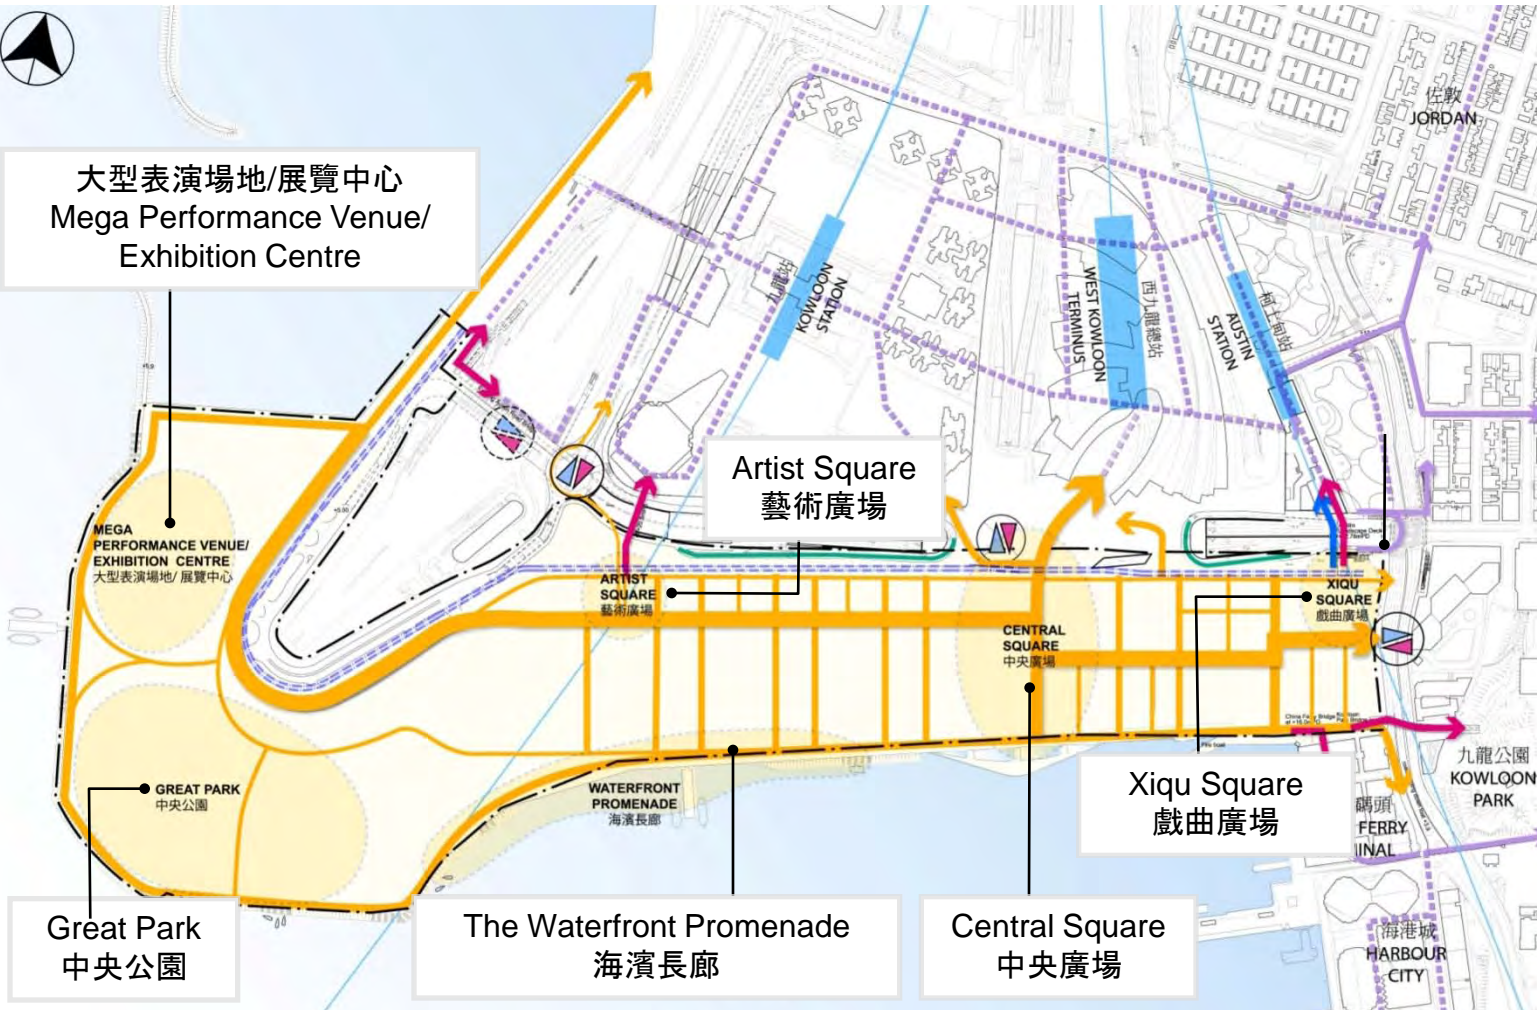 佐敦
JORDAN
大型表演場地/展覽中心
Mega Performance Venue/
Exhibition Centre
九龍站
KOWLOON
STATION
WEST KOWLOON
TERMINUS
西九龍總站
AUSTIN
STATION
柯士甸站
Artist Square
藝術廣場
MEGA
PERFORMANCE VENUE/
EXHIBITION CENTRE
大型表演場地/ 展覽中心
ARTIST
SQUARE
藝術廣場
XIQU
SQUARE
戲曲廣場
CENTRAL
SQUARE
中央廣場
GREAT PARK
中央公園
WATERFRONT
PROMENADE
海濱長廊
Xiqu Square
戲曲廣場
九龍公園
KOWLOON
PARK
碼頭
FERRY
INAL
Great Park
中央公園
The Waterfront Promenade
海濱長廊
Central Square
中央廣場
海港城
HARBOUR
CITY